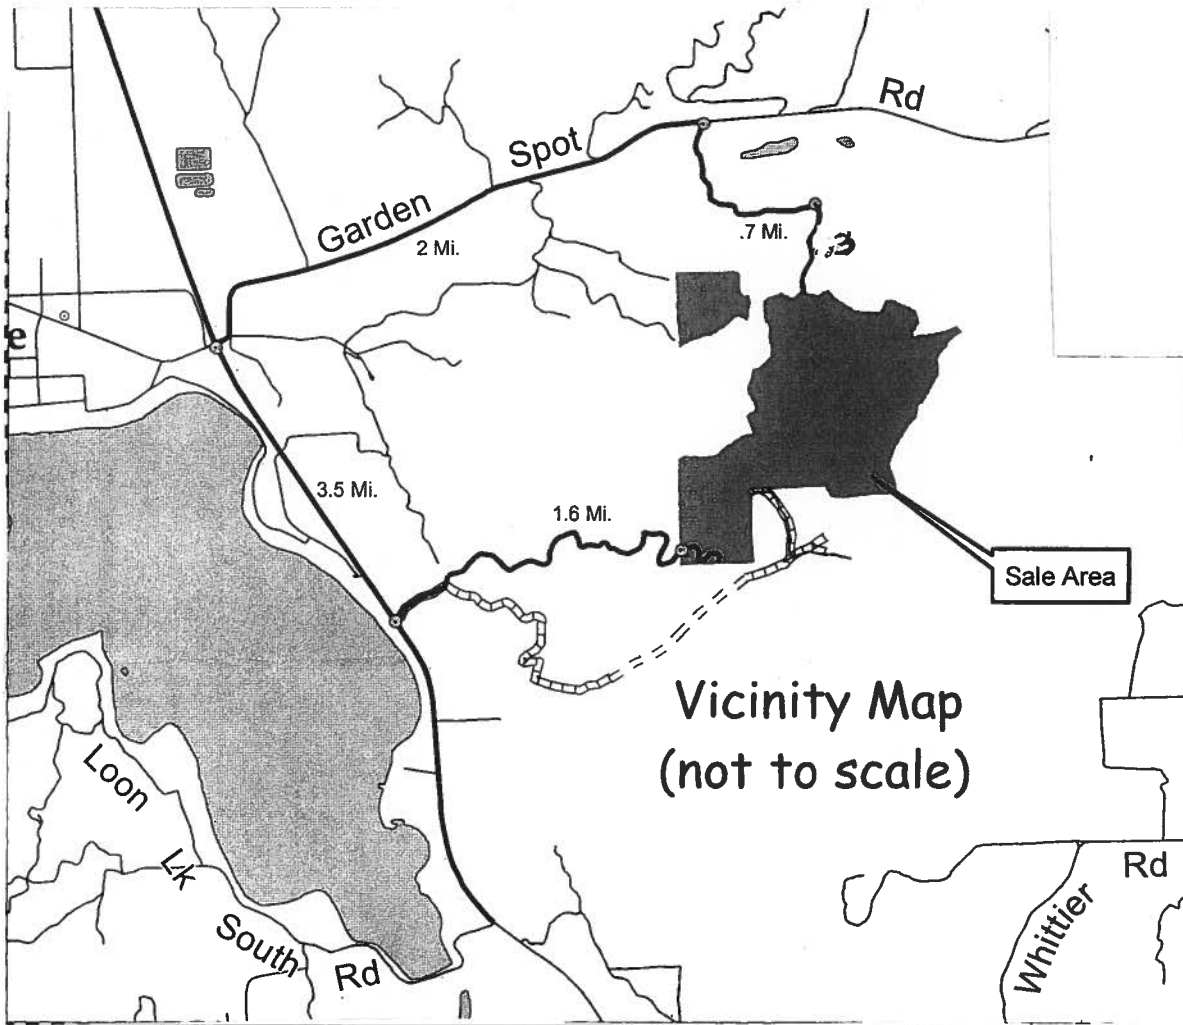 Rd
Spot
Garden
2 Mi.
.7 Mi.
.3
e
3.5 Mi.
1.6 Mi.
Sale Area
Vicinity Map
(not to scale)
Loon
Lk
South
Rd
Rd
Whittier